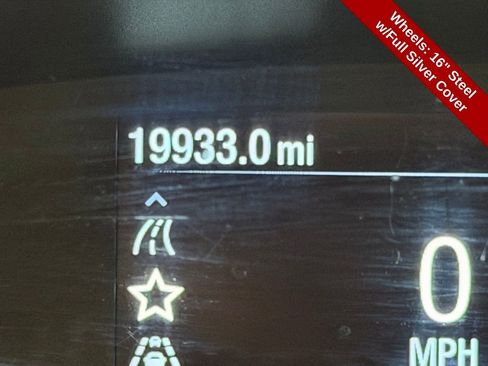 Wheels: 16" Steel
w/Full Silver Cover
19933.0 mi
0
MPH